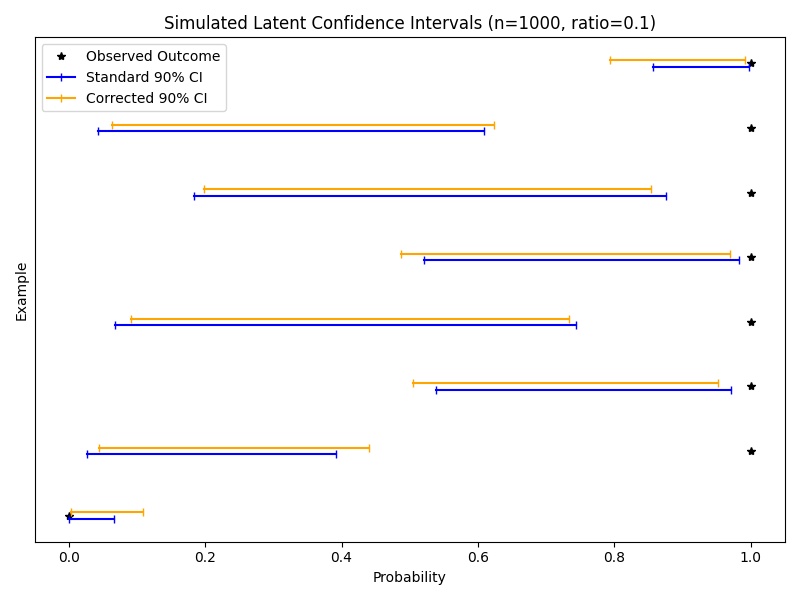 Simulated Latent Confidence Intervals (n=1000, ratio=0.1)
Observed Outcome
Standard 90% CI
Corrected 90% CI
Example
0.0 0.2 0.4 0.6 0.8 1.0
Probability